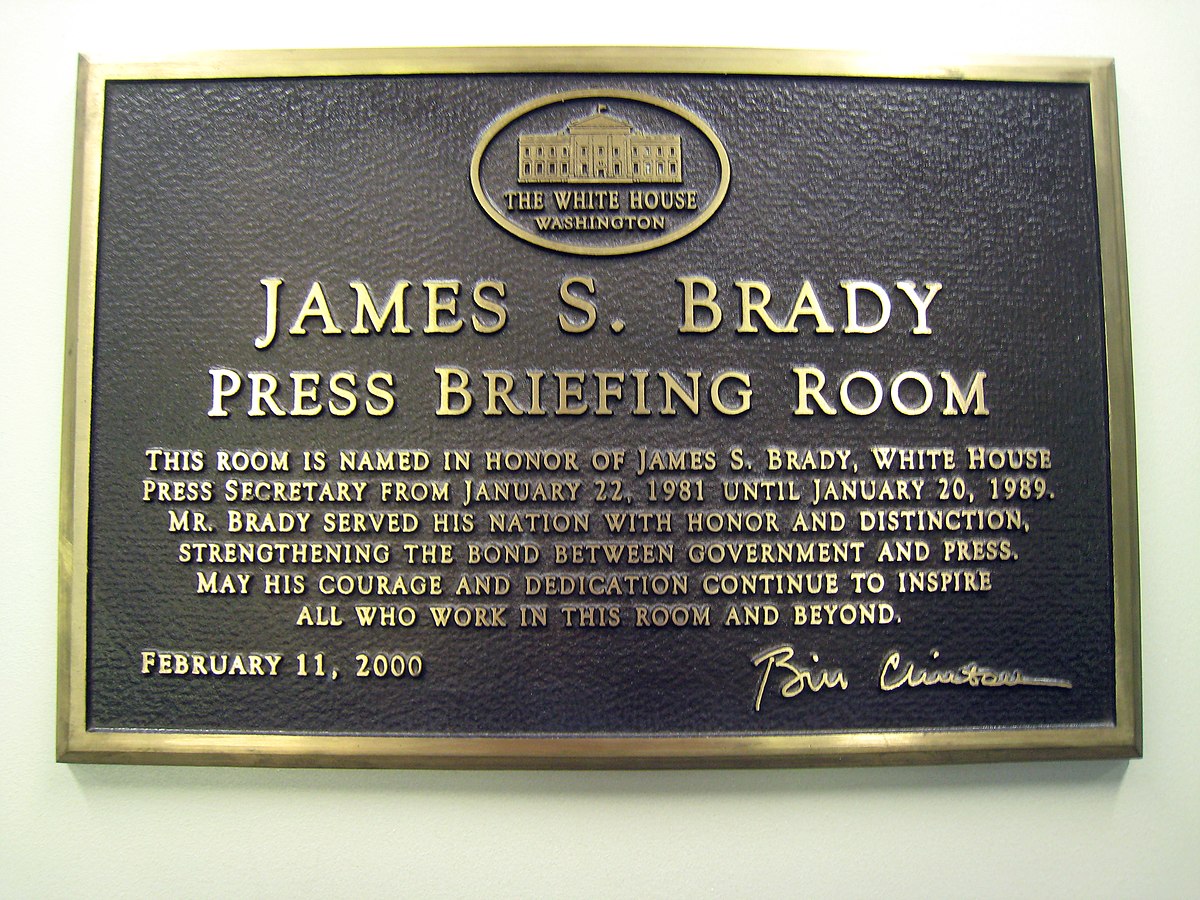 THE WHITE HOUSE
WASHINGTON
JAMES S. BRADY
PRESS BRIEFING ROOM
THIS ROOM IS NAMED IN HONOR OF JAMES S. BRADY, WHITE HOUSE
PRESS SECRETARY FROM JANUARY 22, 1981 UNTIL JANUARY 20, 1989.
MR. BRADY SERVED HIS NATION WITH HONOR AND DISTINCTION,
STRENGTHENING THE BOND BETWEEN GOVERNMENT AND PRESS.
MAY HIS COURAGE AND DEDICATION CONTINUE TO INSPIRE
ALL WHO WORK IN THIS ROOM AND BEYOND.
FEBRUARY 11, 2000
Bill Clinton